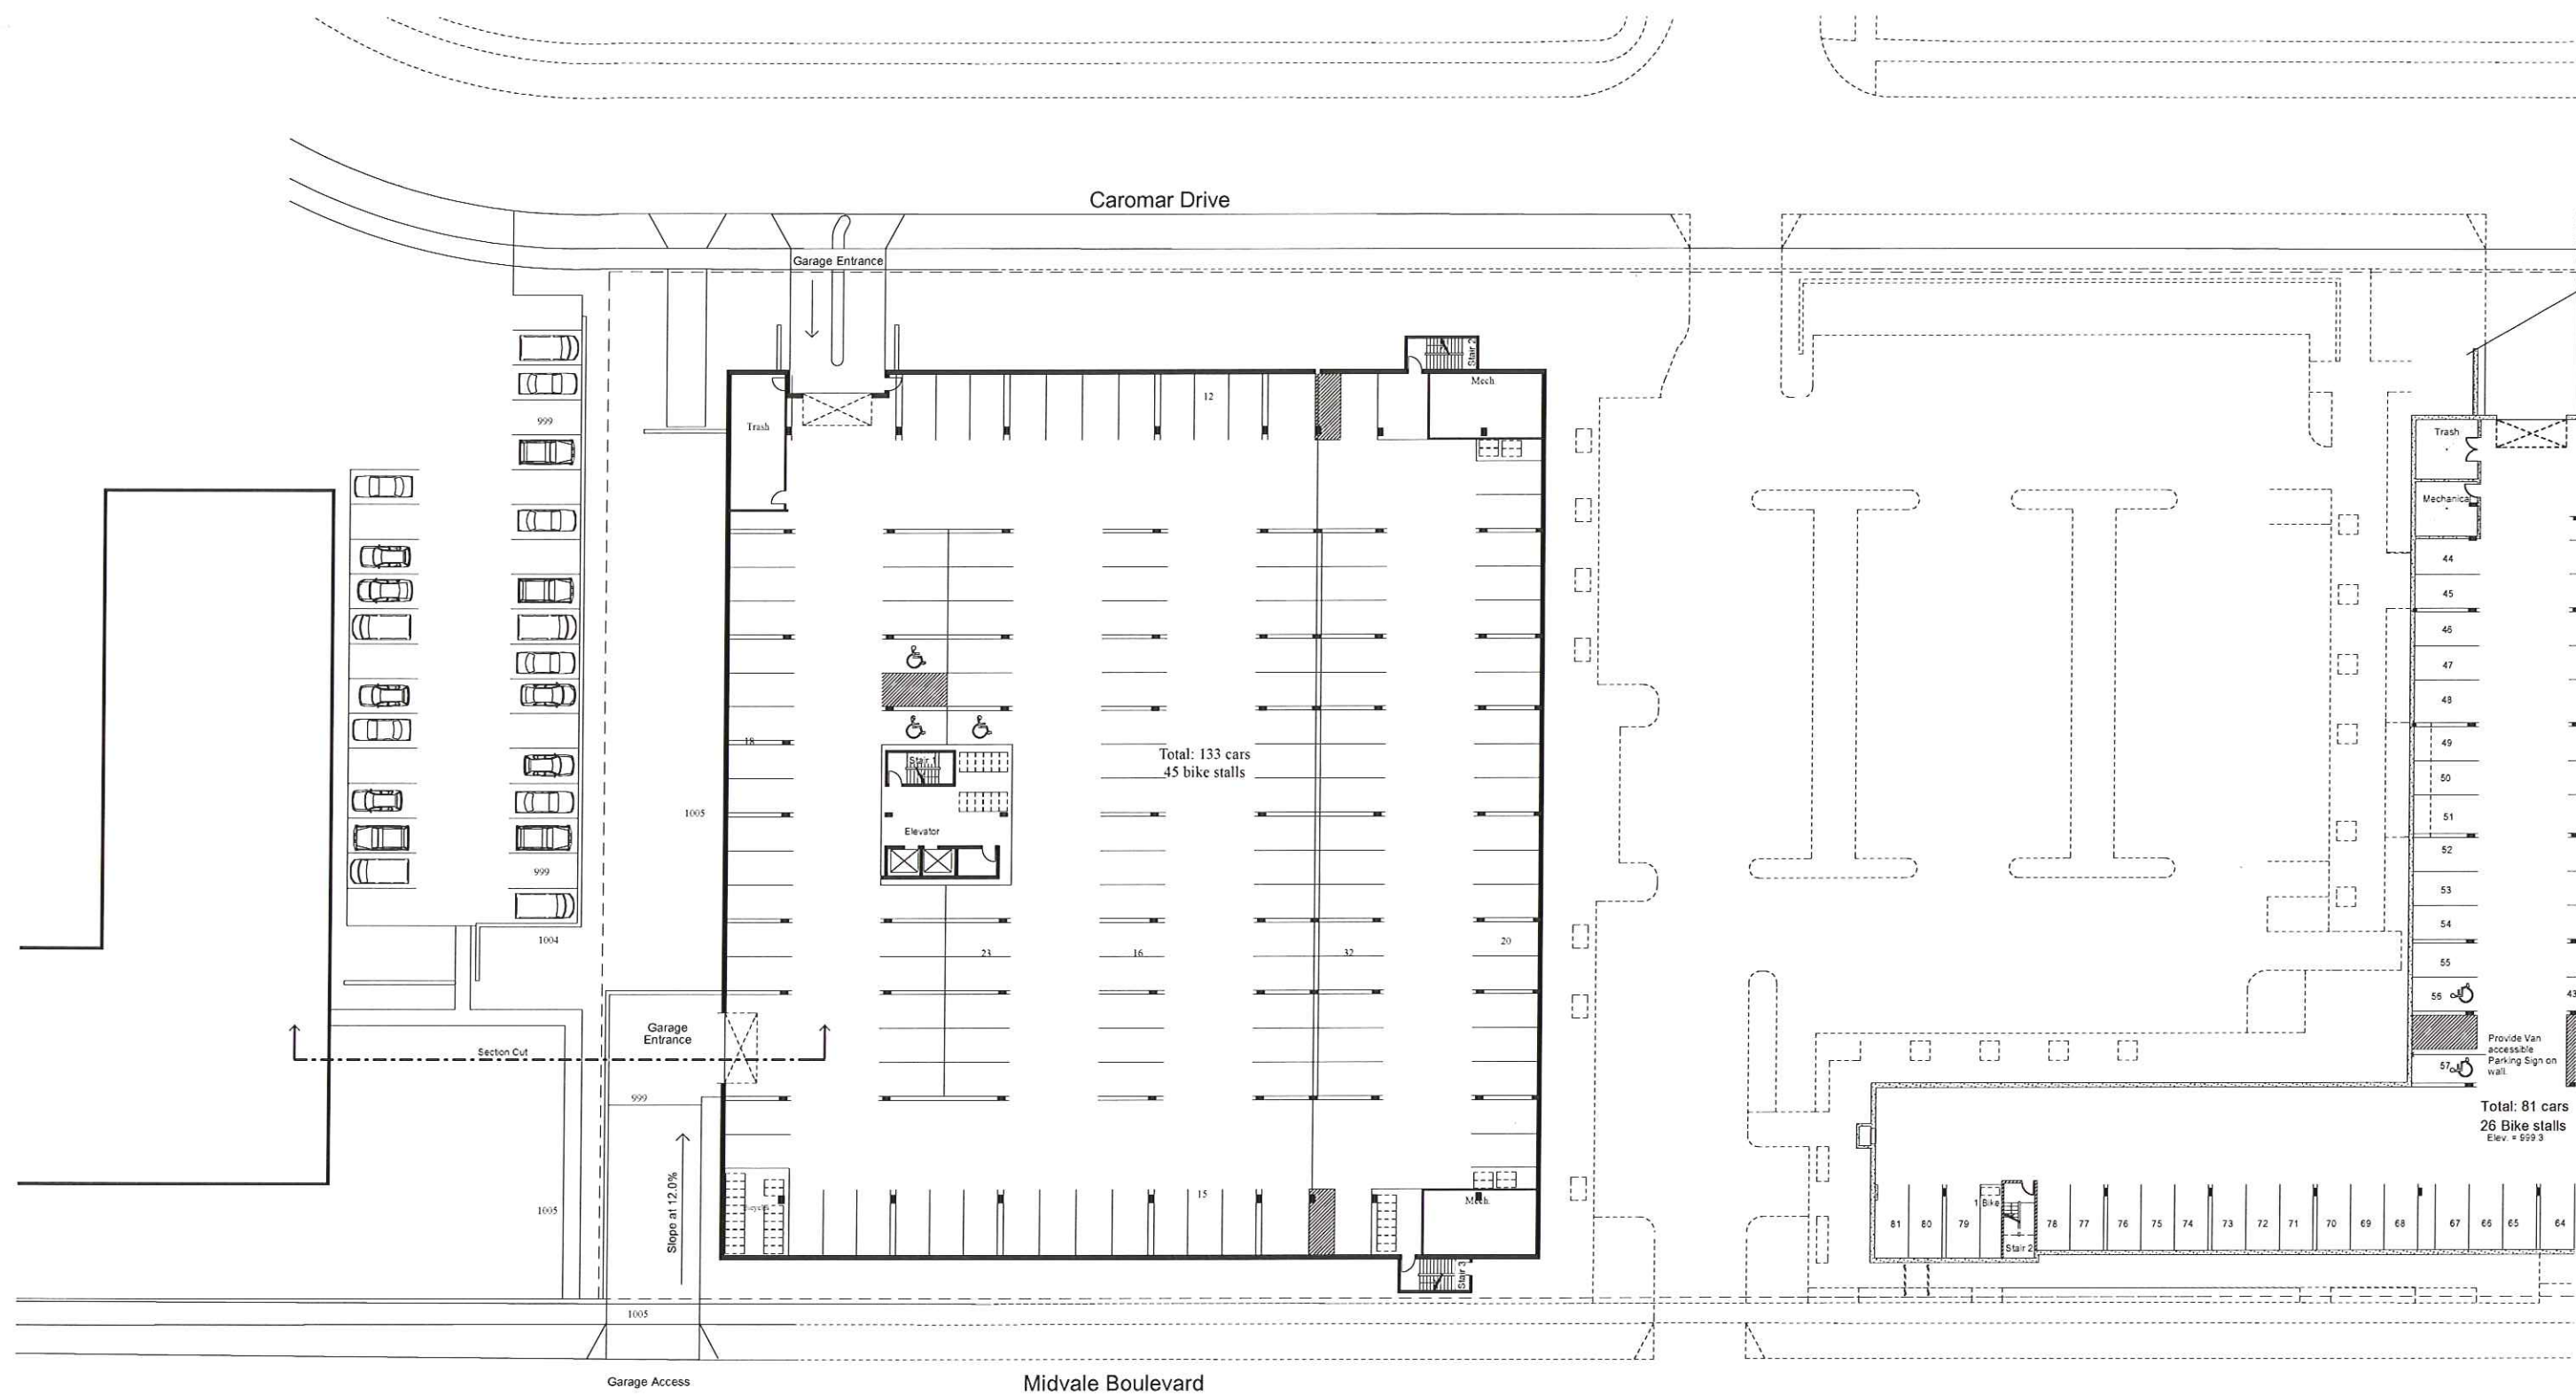 Caromar Drive
Garage Entrance
Stair 2
Mech.
12
Trash
999
Trash
Mechanical
44
45
46
47
48
49
50
51
52
53
54
55
56
43
57
Provide Van
accessible
Parking Sign on
wall.
18
Stair 1
Total: 133 cars
45 bike stalls
1005
Elevator
999
1004
23
16
32
20
Garage
Entrance
Section Cut
999
Slope at 12.0%
1005
15
Mech.
Stair 3
Total: 81 cars
26 Bike stalls
Elev. = 999.3
1 Bike
81
80
79
Stair 2
78
77
76
75
74
73
72
71
70
69
68
67
66
65
64
1005
Garage Access
Midvale Boulevard